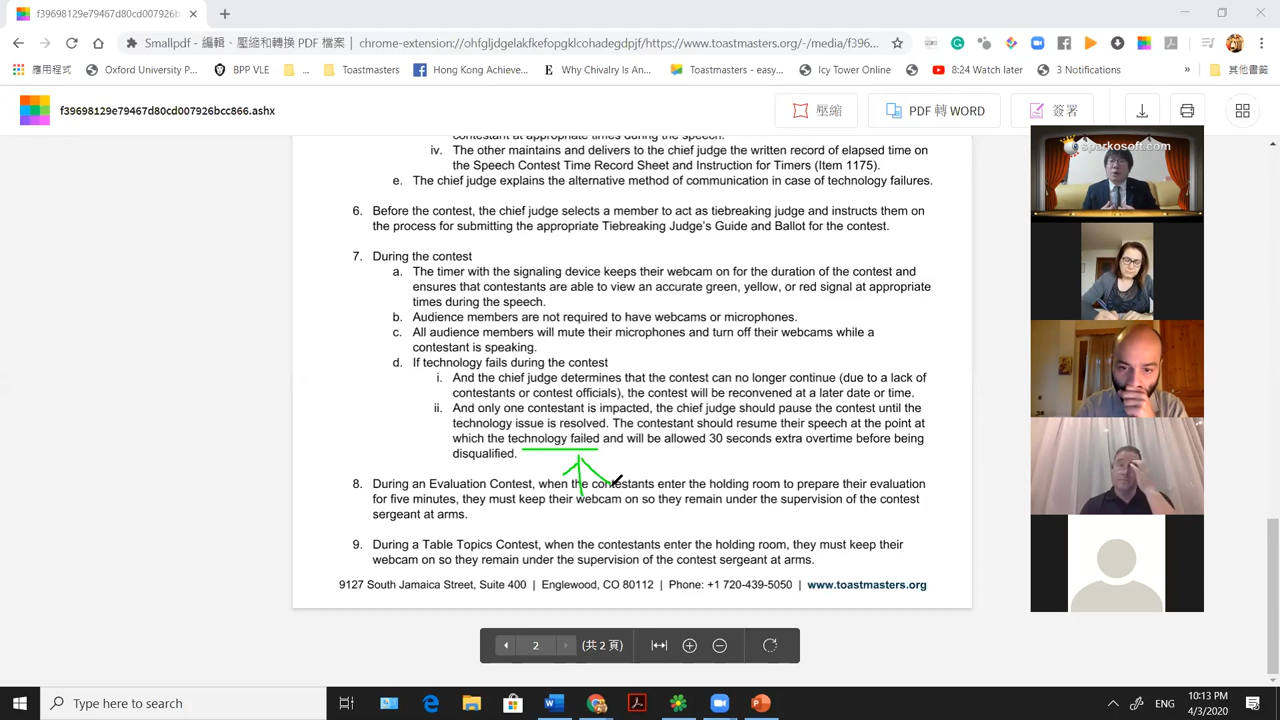 f39698129e79467d80cd007926b
Smallpdf - 編輯、壓縮和轉換 PDF 檔案
應用程式
Oxford University P...
BPP VLE
...
Toastmasters
Hong Kong Achieve...
Why Chivalry Is An...
Toastmasters - easy...
Icy Tower Online
8:24 Watch later
3 Notifications
»
其他書籤
f39698129e79467d80cd007926bcc866.ashx
壓縮
PDF 轉 WORD
簽署
sparkosoft.com
contestant at appropriate times during the speech.
iv. The other maintains and delivers to the chief judge the written record of elapsed time on
the Speech Contest Time Record Sheet and Instruction for Timers (Item 1175).
e. The chief judge explains the alternative method of communication in case of technology failures.
6. Before the contest, the chief judge selects a member to act as tiebreaking judge and instructs them on
the process for submitting the appropriate Tiebreaking Judge's Guide and Ballot for the contest.
7. During the contest
a. The timer with the signaling device keeps their webcam on for the duration of the contest and
ensures that contestants are able to view an accurate green, yellow, or red signal at appropriate
times during the speech.
b. Audience members are not required to have webcams or microphones.
c. All audience members will mute their microphones and turn off their webcams while a
contestant is speaking.
d. If technology fails during the contest
i. And the chief judge determines that the contest can no longer continue (due to a lack of
contestants or contest officials), the contest will be reconvened at a later date or time.
ii. And only one contestant is impacted, the chief judge should pause the contest until the
technology issue is resolved. The contestant should resume their speech at the point at
which the technology failed and will be allowed 30 seconds extra overtime before being
disqualified.
8. During an Evaluation Contest, when the contestants enter the holding room to prepare their evaluation
for five minutes, they must keep their webcam on so they remain under the supervision of the contest
sergeant at arms.
9. During a Table Topics Contest, when the contestants enter the holding room, they must keep their
webcam on so they remain under the supervision of the contest sergeant at arms.
9127 South Jamaica Street, Suite 400 | Englewood, CO 80112 | Phone: +1 720-439-5050 | www.toastmasters.org
2 (共 2 頁)
Type here to search
ENG
10:13 PM
4/3/2020